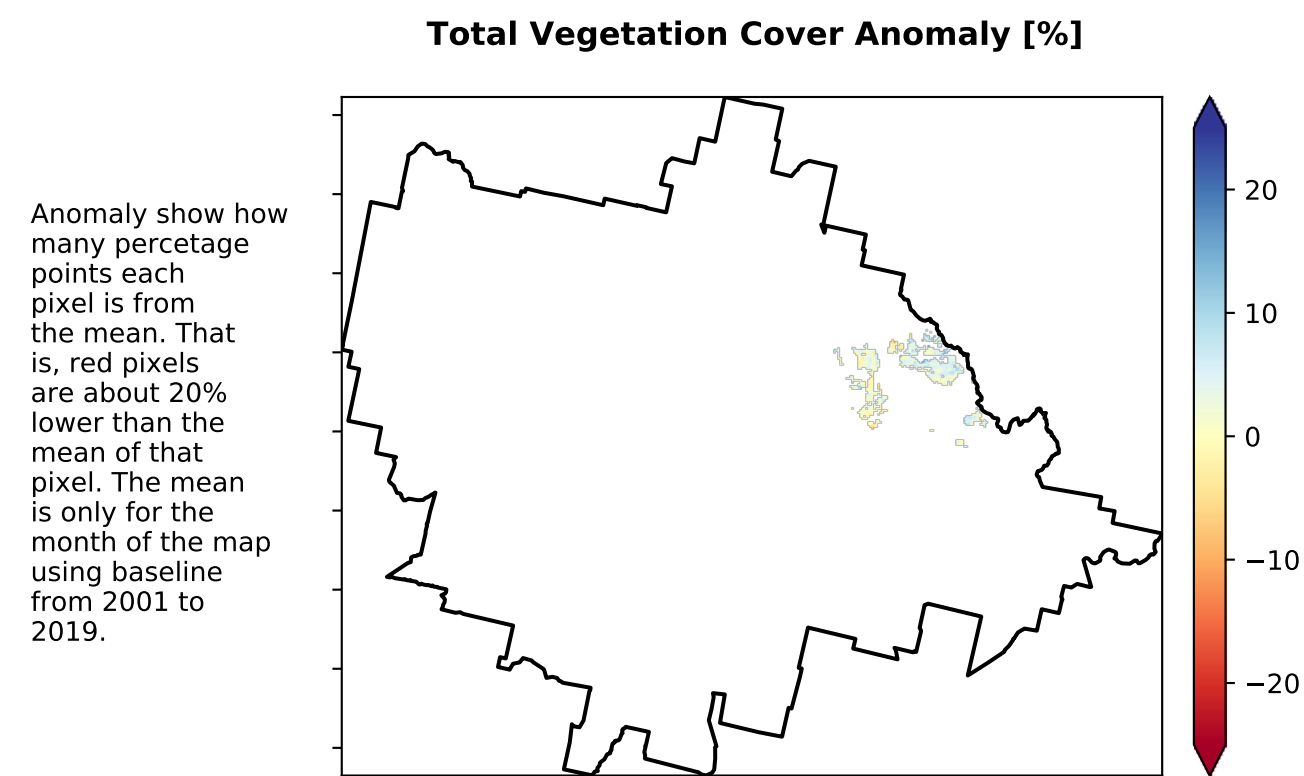 Total Vegetation Cover Anomaly [%]
Anomaly show how
many percetage
points each
pixel is from
the mean. That
is, red pixels
are about 20%
lower than the
mean of that
pixel. The mean
is only for the
month of the map
using baseline
from 2001 to
2019.
20
10
0
−10
−20